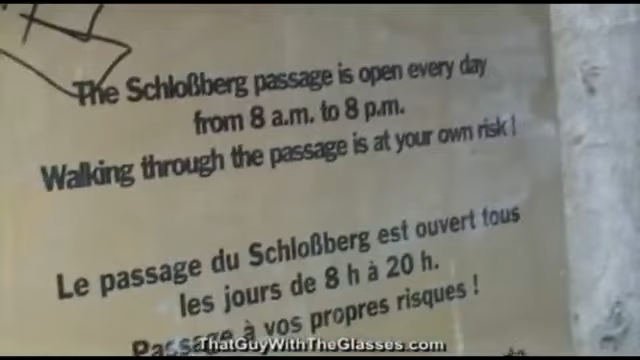 The Schloßberg passage is open every day
from 8 a.m. to 8 p.m.
Walking through the passage is at your own risk !
Le passage du Schloßberg est ouvert tous
les jours de 8 h à 20 h.
Passage à vos propres risques !
ThatGuyWithTheGlasses.com